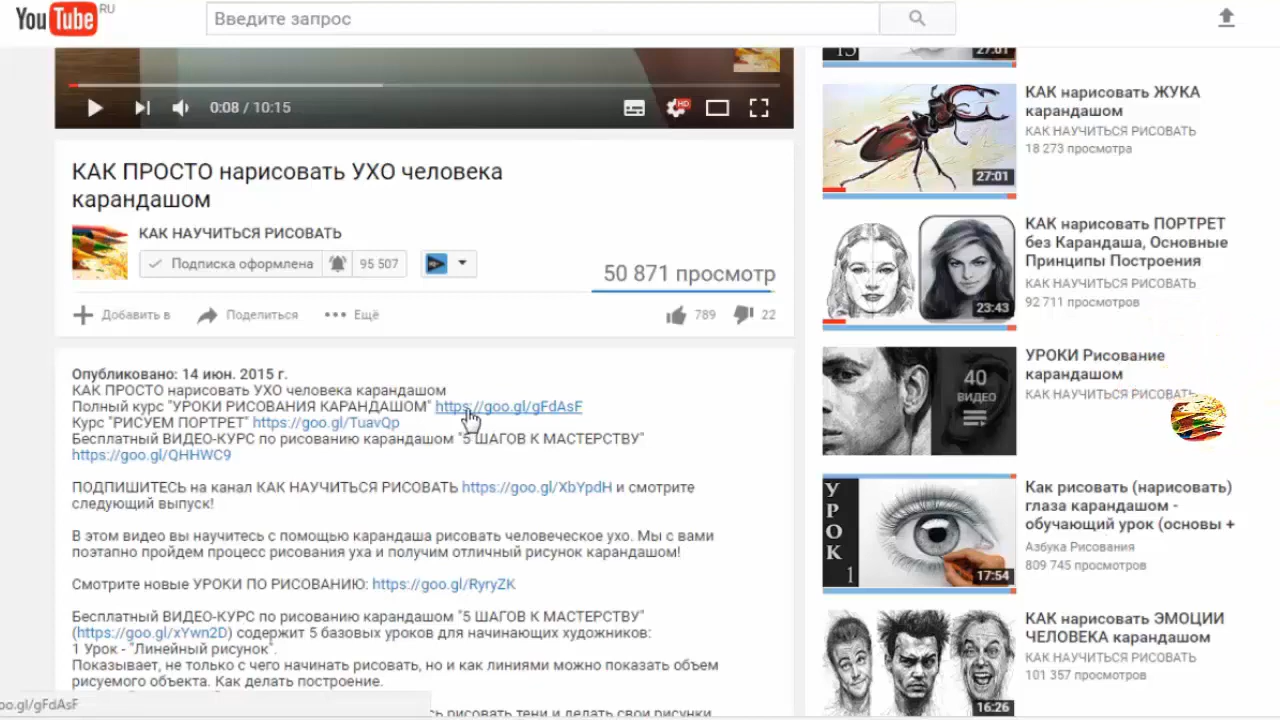 YouTube RU
Введите запрос
0:08 / 10:15
HD
КАК ПРОСТО нарисовать УХО человека
карандашом
КАК НАУЧИТЬСЯ РИСОВАТЬ
Подписка оформлена
95 507
50 871 просмотр
Добавить в
Поделиться
Ещё
789
22
Опубликовано: 14 июн. 2015 г.
КАК ПРОСТО нарисовать УХО человека карандашом
Полный курс "УРОКИ РИСОВАНИЯ КАРАНДАШОМ" https://goo.gl/gFdAsF
Курс "РИСУЕМ ПОРТРЕТ" https://goo.gl/TuavQp
Бесплатный ВИДЕО-КУРС по рисованию карандашом "5 ШАГОВ К МАСТЕРСТВУ"
https://goo.gl/QHHWC9
ПОДПИШИТЕСЬ на канал КАК НАУЧИТЬСЯ РИСОВАТЬ https://goo.gl/XbYpdH и смотрите
следующий выпуск!
В этом видео вы научитесь с помощью карандаша рисовать человеческое ухо. Мы с вами
поэтапно пройдем процесс рисования уха и получим отличный рисунок карандашом!
Смотрите новые УРОКИ ПО РИСОВАНИЮ: https://goo.gl/RyryZK
Бесплатный ВИДЕО-КУРС по рисованию карандашом "5 ШАГОВ К МАСТЕРСТВУ"
(https://goo.gl/xYwn2D) содержит 5 базовых уроков для начинающих художников:
1 Урок - "Линейный рисунок".
Показывает, не только с чего начинать рисовать, но и как линиями можно показать объем
рисуемого объекта. Как делать построение.
рисовать тени и делать свои рисунки
oo.gl/gFdAsF
15
27:01
КАК нарисовать ЖУКА
карандашом
КАК НАУЧИТЬСЯ РИСОВАТЬ
18 273 просмотра
27:01
КАК нарисовать ПОРТРЕТ
без Карандаша, Основные
Принципы Построения
КАК НАУЧИТЬСЯ РИСОВАТЬ
92 711 просмотров
23:43
УРОКИ Рисование
карандашом
КАК НАУЧИТЬСЯ РИСОВАТЬ
40
ВИДЕО
Как рисовать (нарисовать)
глаза карандашом -
обучающий урок (основы +
Азбука Рисования
809 745 просмотров
УРОК 1
17:54
КАК нарисовать ЭМОЦИИ
ЧЕЛОВЕКА карандашом
КАК НАУЧИТЬСЯ РИСОВАТЬ
101 357 просмотров
16:26